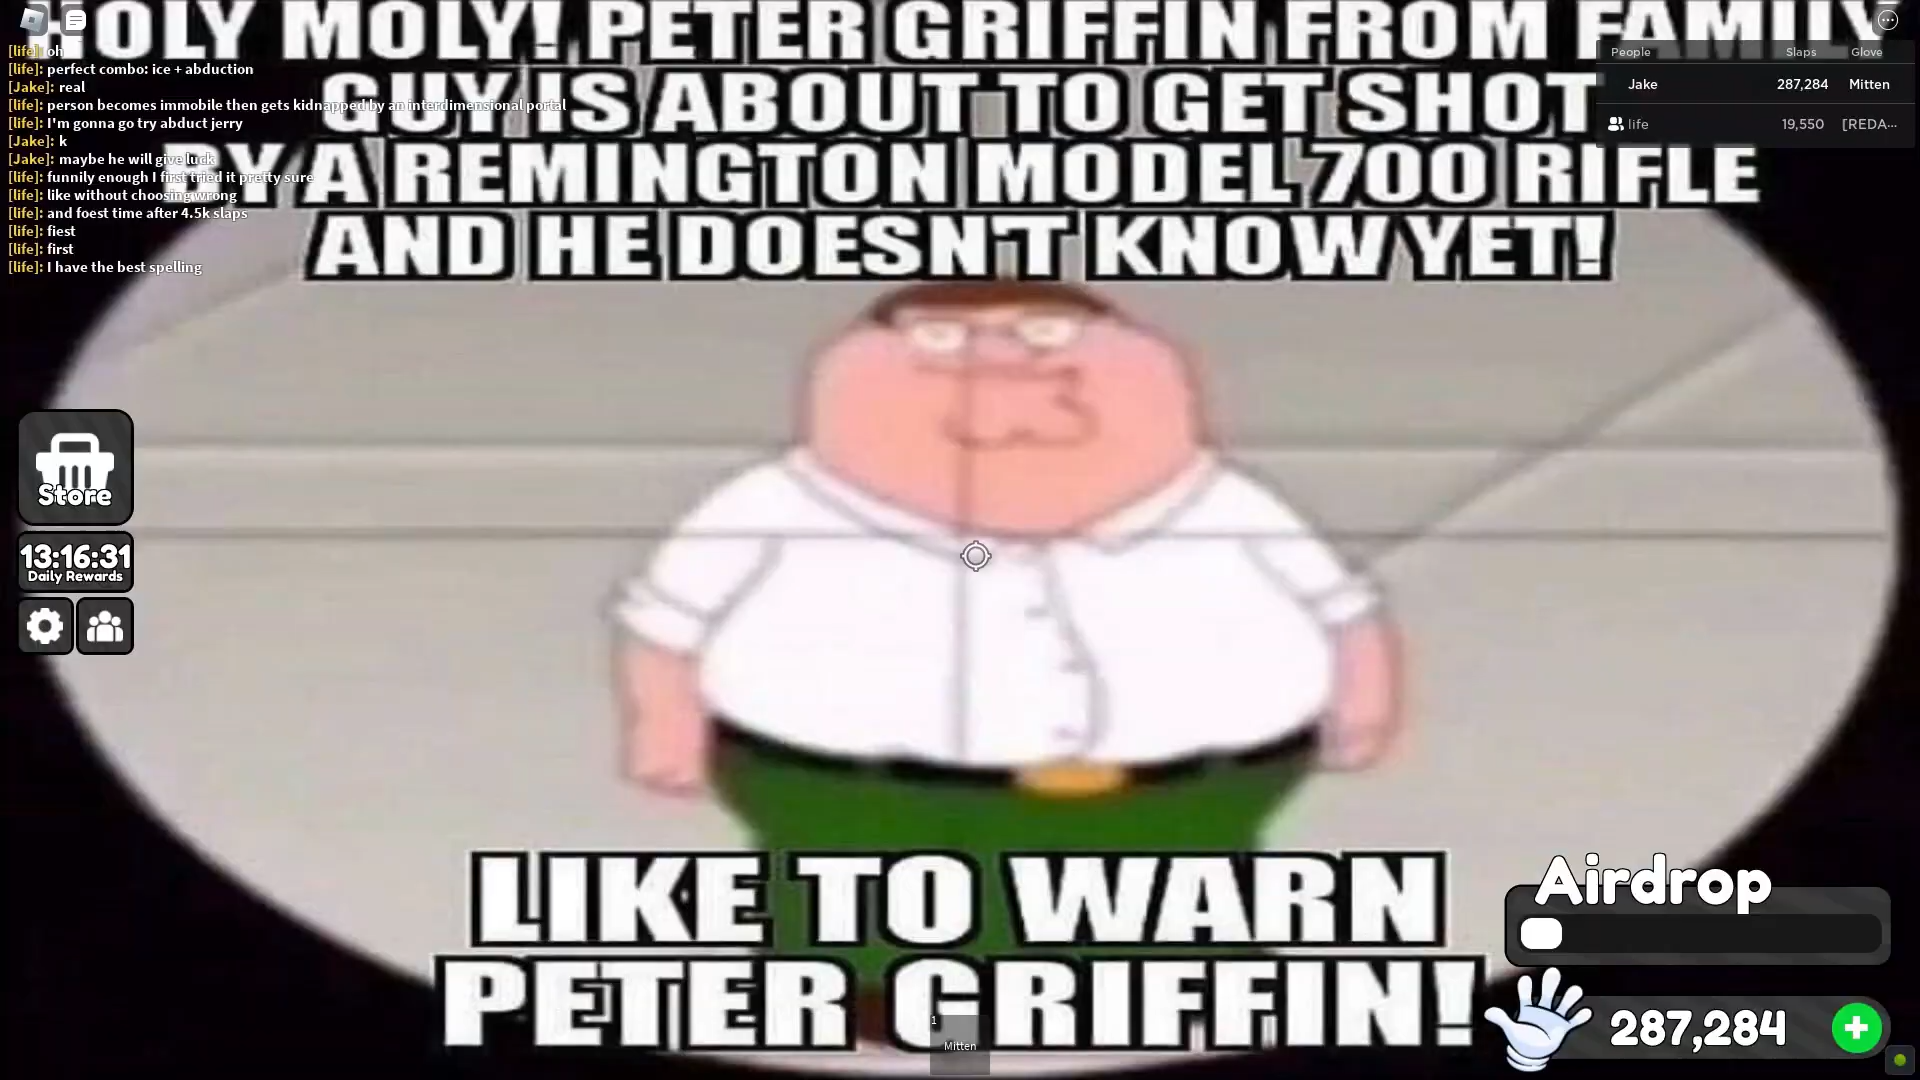 HOLY MOLY! PETER GRIFFIN FROM FAMILY
GUY IS ABOUT TO GET SHOT
BY A REMINGTON MODEL 700 RIFLE
AND HE DOESN'T KNOW YET!
[life]: oh
[life]: perfect combo: ice + abduction
[Jake]: real
[life]: person becomes immobile then gets kidnapped by an interdimensional portal
[life]: I'm gonna go try abduct jerry
[Jake]: k
[Jake]: maybe he will give luck
[life]: funnily enough I first tried it pretty sure
[life]: like without choosing wrong
[life]: and foest time after 4.5k slaps
[life]: fiest
[life]: first
[life]: I have the best spelling
People Slaps Glove
Jake 287,284 Mitten
life 19,550 [REDA...
Store
13:16:31
Daily Rewards
LIKE TO WARN
PETER GRIFFIN!
Airdrop
287,284
1
Mitten